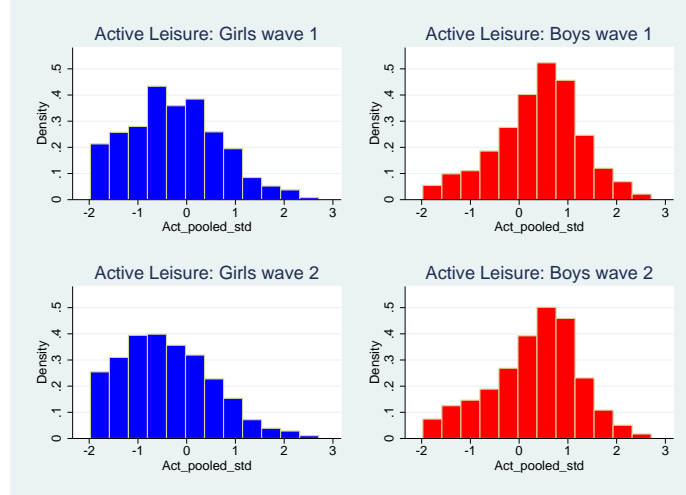 Active Leisure: Girls wave 1
Density
0 .1 .2 .3 .4 .5
-2 -1 0 1 2 3
Act_pooled_std
Active Leisure: Boys wave 1
Density
0 .1 .2 .3 .4 .5
-2 -1 0 1 2 3
Act_pooled_std
Active Leisure: Girls wave 2
Density
0 .1 .2 .3 .4 .5
-2 -1 0 1 2 3
Act_pooled_std
Active Leisure: Boys wave 2
Density
0 .1 .2 .3 .4 .5
-2 -1 0 1 2 3
Act_pooled_std